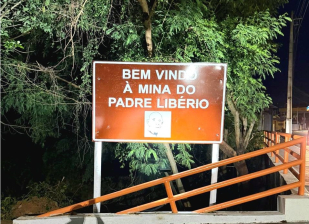 BEM VINDO
À MINA DO
PADRE LIBÉRIO